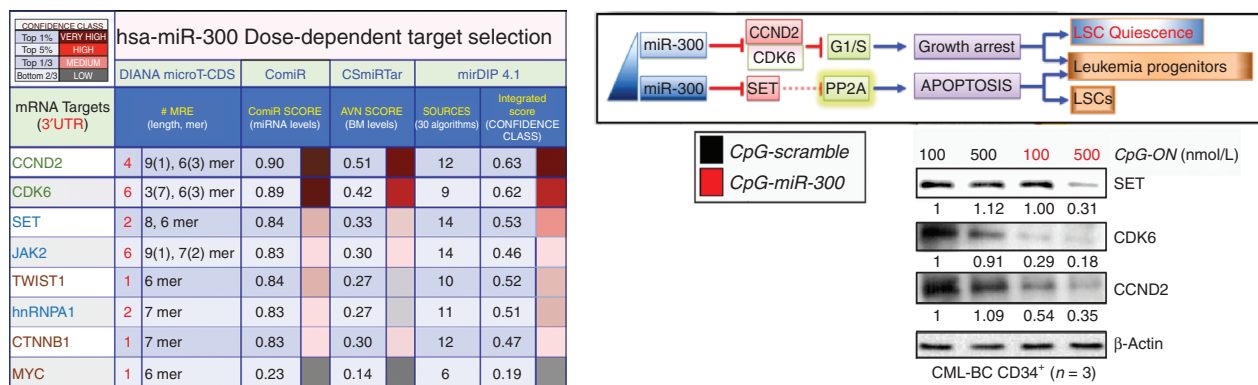 CONFIDENCE CLASS
Top 1% VERY HIGH
Top 5% HIGH
Top 1/3 MEDIUM
Bottom 2/3 LOW
hsa-miR-300 Dose-dependent target selection
DIANA microT-CDS ComiR CSmiRTar mirDIP 4.1
mRNA Targets (3'UTR) # MRE (length, mer) ComiR SCORE (miRNA levels) AVN SCORE (BM levels) SOURCES (30 algorithms) Integrated score (CONFIDENCE CLASS)
CCND2 4 9(1), 6(3) mer 0.90 0.51 12 0.63
CDK6 6 3(7), 6(3) mer 0.89 0.42 9 0.62
SET 2 8, 6 mer 0.84 0.33 14 0.53
JAK2 6 9(1), 7(2) mer 0.83 0.30 14 0.46
TWIST1 1 6 mer 0.84 0.27 10 0.52
hnRNPA1 2 7 mer 0.83 0.27 11 0.51
CTNNB1 1 7 mer 0.83 0.30 12 0.47
MYC 1 6 mer 0.23 0.14 6 0.19
miR-300 CCND2 CDK6 G1/S Growth arrest LSC Quiescence
Leukemia progenitors
miR-300 SET PP2A APOPTOSIS LSCs
CpG-scramble
CpG-miR-300
100 500 100 500 CpG-ON (nmol/L)
SET
1 1.12 1.00 0.31
CDK6
1 0.91 0.29 0.18
CCND2
1 1.09 0.54 0.35
β-Actin
CML-BC CD34+ (n = 3)